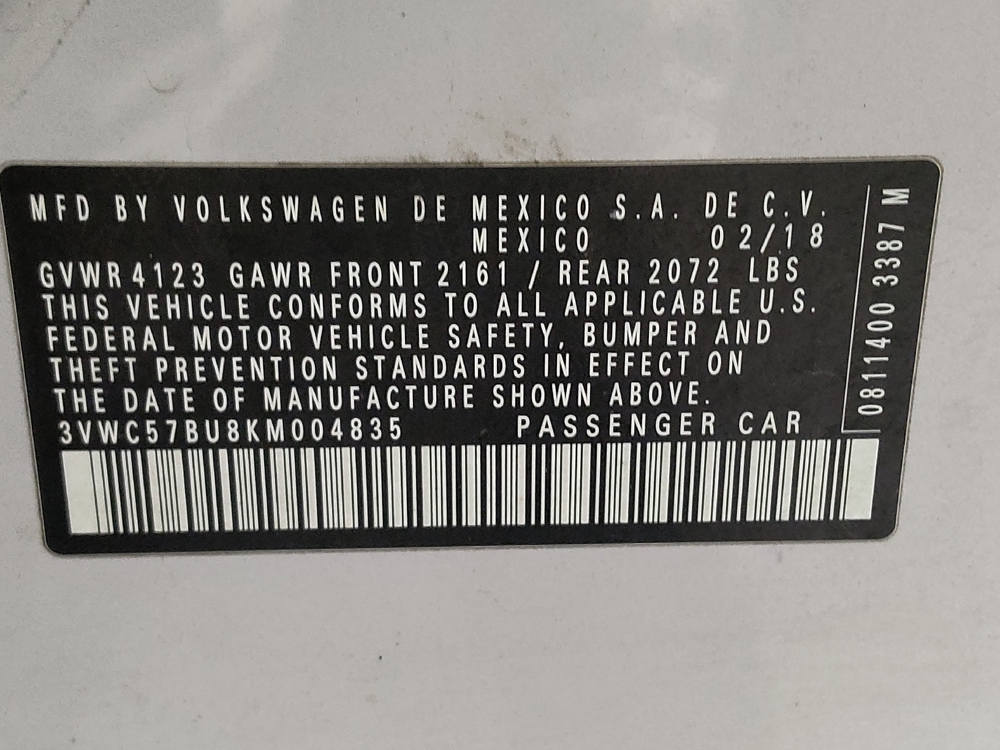 MFD BY VOLKSWAGEN DE MEXICO S.A. DE C.V.
MEXICO 02/18
GVWR 4123 GAWR FRONT 2161 / REAR 2072 LBS
THIS VEHICLE CONFORMS TO ALL APPLICABLE U.S.
FEDERAL MOTOR VEHICLE SAFETY, BUMPER AND
THEFT PREVENTION STANDARDS IN EFFECT ON
THE DATE OF MANUFACTURE SHOWN ABOVE.
3VWC57BU8KM004835 PASSENGER CAR
0811400 3387 M